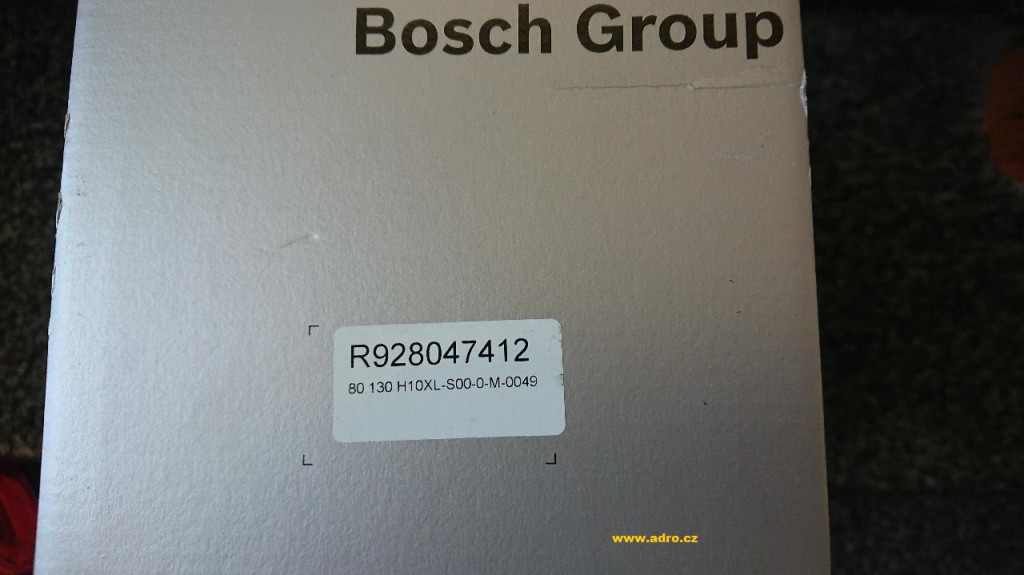 Bosch Group
R928047412
80 130 H10XL-S00-0-M-0049
www.adro.cz